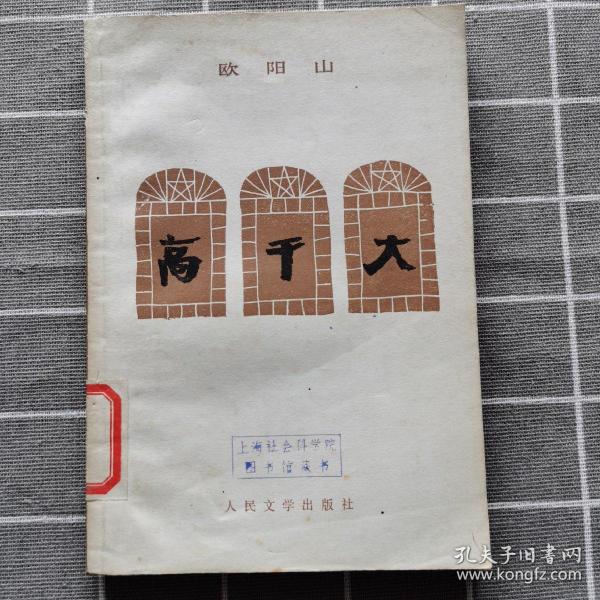 欧阳山
高干大
上海社会科学院
图书馆藏书
人民文学出版社
孔夫子旧书网
www.kongfz.com